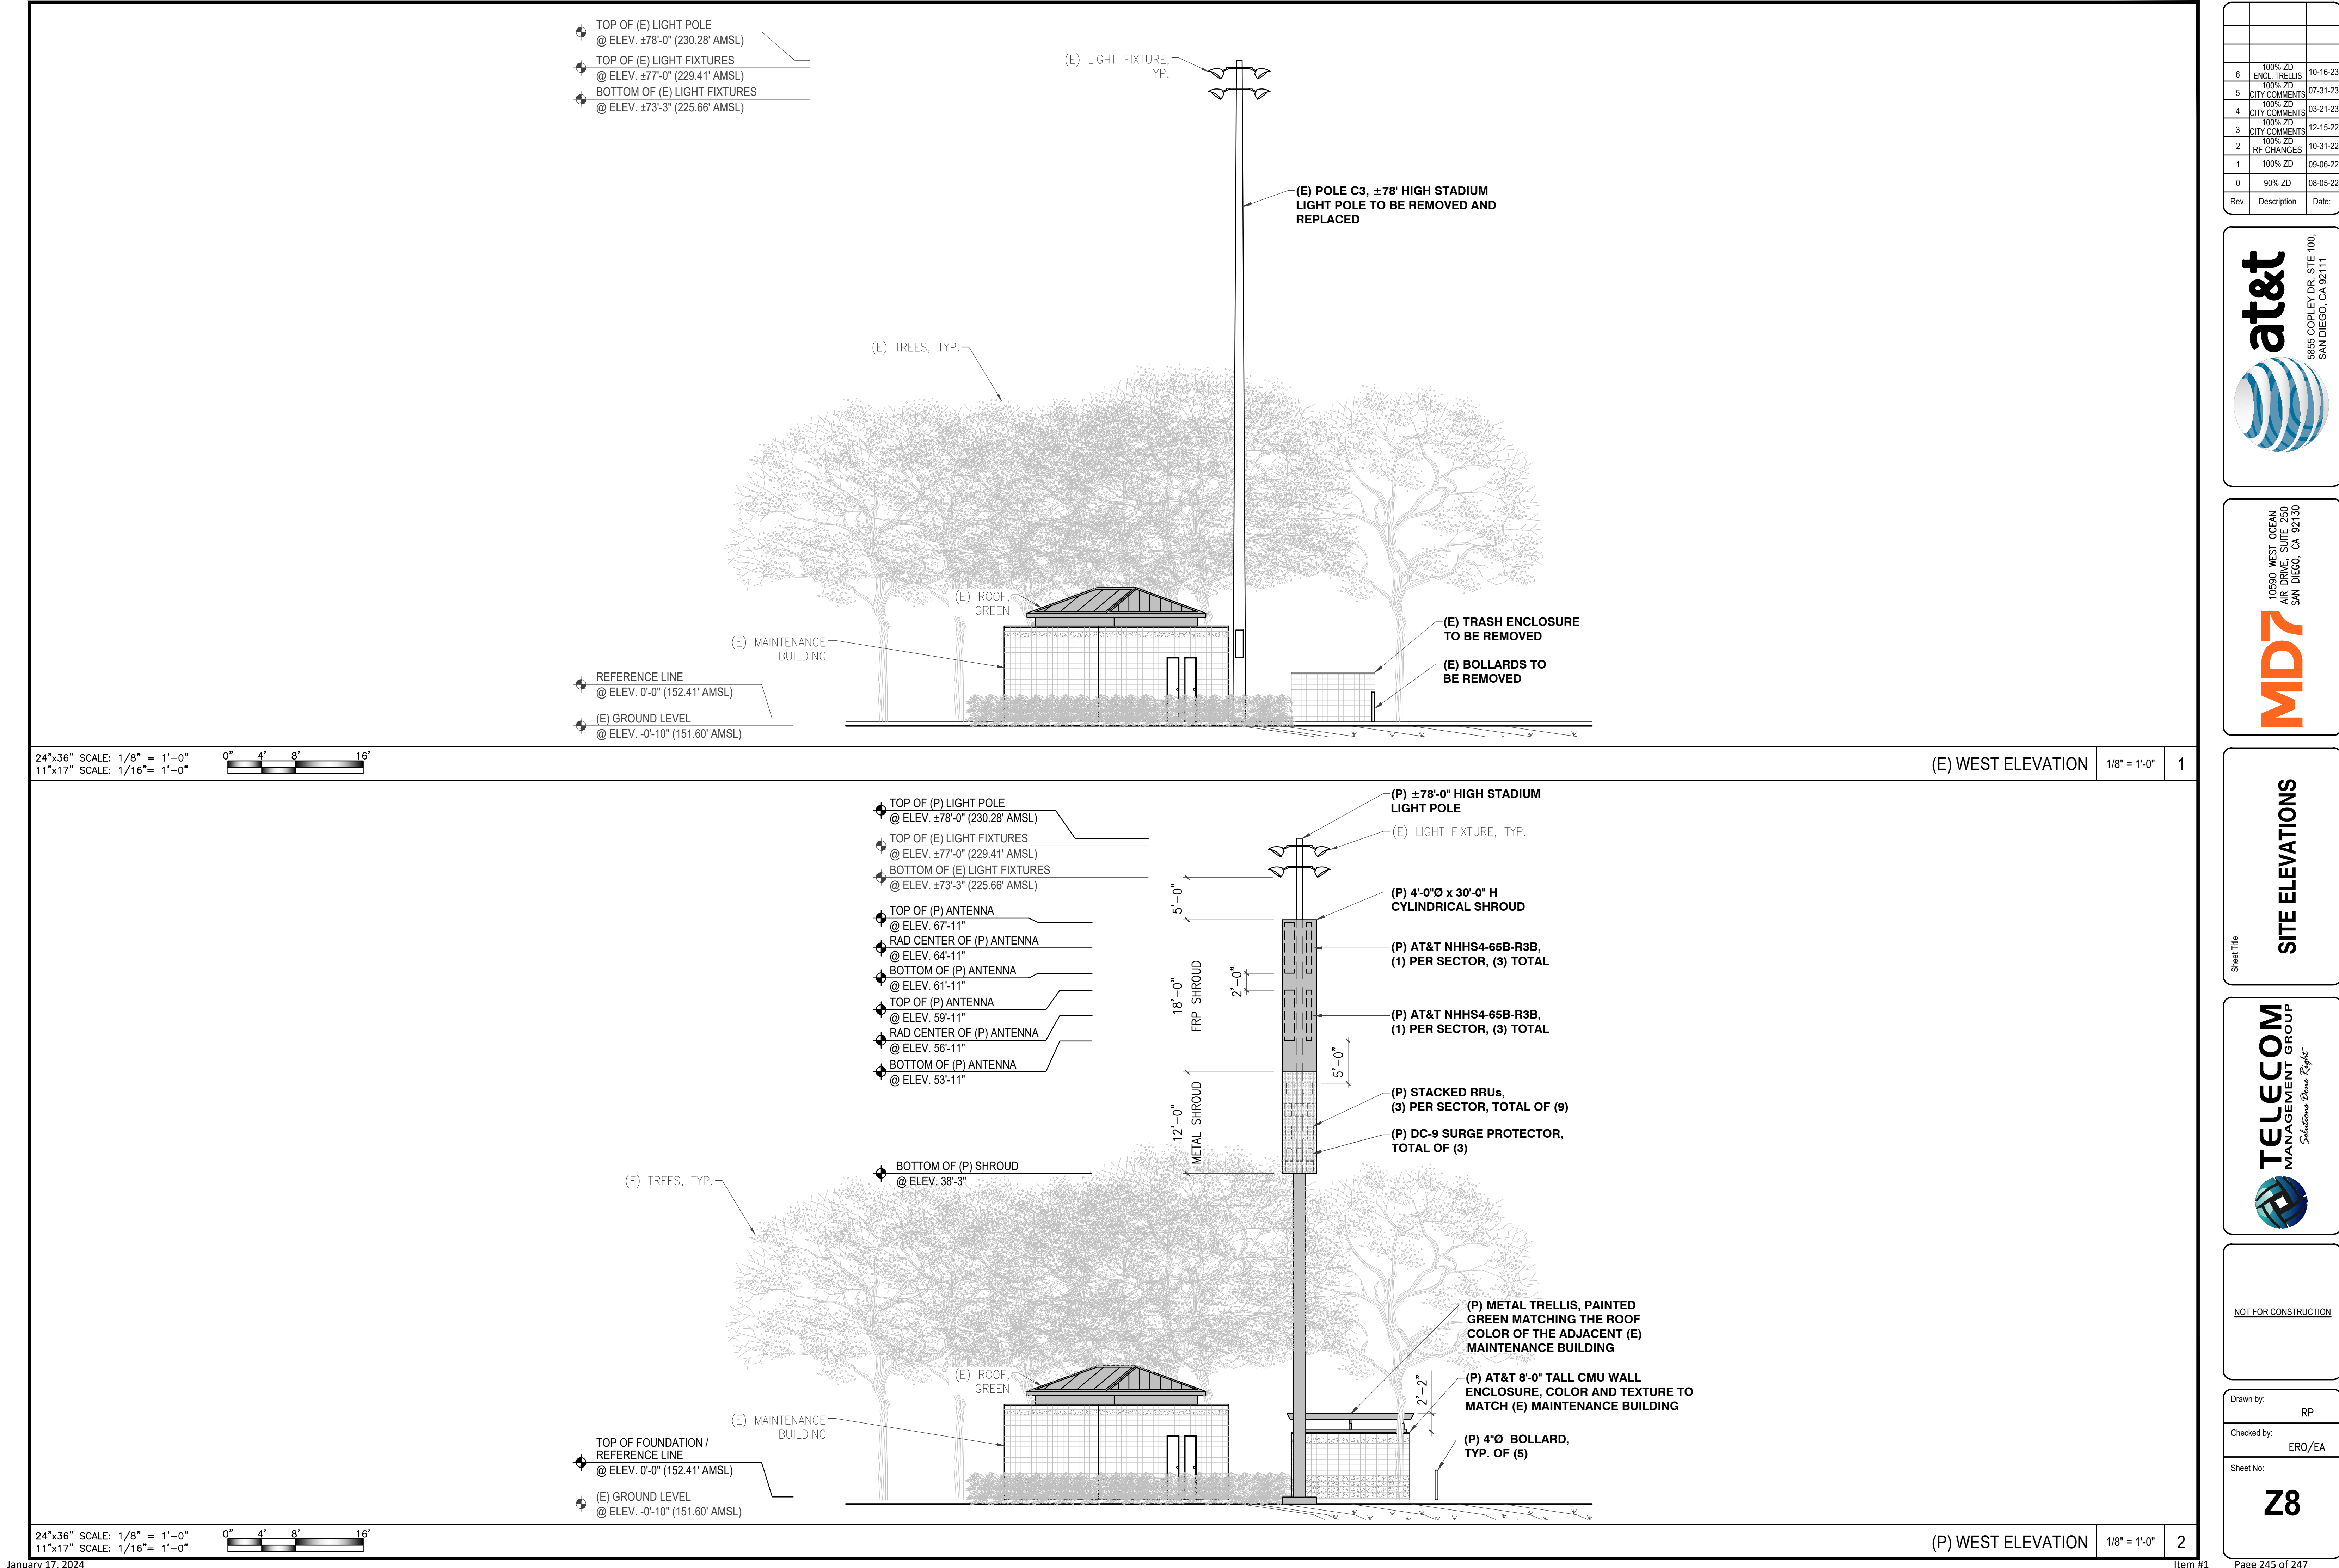 TOP OF (E) LIGHT POLE
@ ELEV. ±78'-0" (230.28' AMSL)
TOP OF (E) LIGHT FIXTURES
@ ELEV. ±77'-0" (229.41' AMSL)
BOTTOM OF (E) LIGHT FIXTURES
@ ELEV. ±73'-3" (225.66' AMSL)
(E) LIGHT FIXTURE,
TYP.
(E) POLE C3, ±78' HIGH STADIUM
LIGHT POLE TO BE REMOVED AND
REPLACED
(E) TREES, TYP.
(E) ROOF,
GREEN
(E) MAINTENANCE
BUILDING
(E) TRASH ENCLOSURE
TO BE REMOVED
(E) BOLLARDS TO
BE REMOVED
REFERENCE LINE
@ ELEV. 0'-0" (152.41' AMSL)
(E) GROUND LEVEL
@ ELEV. -0'-10" (151.60' AMSL)
24"x36" SCALE: 1/8" = 1'-0"
11"x17" SCALE: 1/16"= 1'-0"
0" 4' 8' 16'
(E) WEST ELEVATION 1/8" = 1'-0" 1
TOP OF (P) LIGHT POLE
@ ELEV. ±78'-0" (230.28' AMSL)
TOP OF (E) LIGHT FIXTURES
@ ELEV. ±77'-0" (229.41' AMSL)
BOTTOM OF (E) LIGHT FIXTURES
@ ELEV. ±73'-3" (225.66' AMSL)
TOP OF (P) ANTENNA
@ ELEV. 67'-11"
RAD CENTER OF (P) ANTENNA
@ ELEV. 64'-11"
BOTTOM OF (P) ANTENNA
@ ELEV. 61'-11"
TOP OF (P) ANTENNA
@ ELEV. 59'-11"
RAD CENTER OF (P) ANTENNA
@ ELEV. 56'-11"
BOTTOM OF (P) ANTENNA
@ ELEV. 53'-11"
BOTTOM OF (P) SHROUD
@ ELEV. 38'-3"
5'-0"
18'-0"
FRP SHROUD
2'-0"
12'-0"
METAL SHROUD
5'-0"
(P) ±78'-0" HIGH STADIUM
LIGHT POLE
(E) LIGHT FIXTURE, TYP.
(P) 4'-0"Ø x 30'-0" H
CYLINDRICAL SHROUD
(P) AT&T NHHS4-65B-R3B,
(1) PER SECTOR, (3) TOTAL
(P) AT&T NHHS4-65B-R3B,
(1) PER SECTOR, (3) TOTAL
(P) STACKED RRUs,
(3) PER SECTOR, TOTAL OF (9)
(P) DC-9 SURGE PROTECTOR,
TOTAL OF (3)
(E) TREES, TYP.
(P) METAL TRELLIS, PAINTED
GREEN MATCHING THE ROOF
COLOR OF THE ADJACENT (E)
MAINTENANCE BUILDING
(P) AT&T 8'-0" TALL CMU WALL
ENCLOSURE, COLOR AND TEXTURE TO
MATCH (E) MAINTENANCE BUILDING
2'-2"
(P) 4"Ø BOLLARD,
TYP. OF (5)
(E) ROOF,
GREEN
(E) MAINTENANCE
BUILDING
TOP OF FOUNDATION /
REFERENCE LINE
@ ELEV. 0'-0" (152.41' AMSL)
(E) GROUND LEVEL
@ ELEV. -0'-10" (151.60' AMSL)
24"x36" SCALE: 1/8" = 1'-0"
11"x17" SCALE: 1/16"= 1'-0"
0" 4' 8' 16'
(P) WEST ELEVATION 1/8" = 1'-0" 2
6 100% ZD ENCL. TRELLIS 10-16-23
5 100% ZD CITY COMMENTS 07-31-23
4 100% ZD CITY COMMENTS 03-21-23
3 100% ZD CITY COMMENTS 12-15-22
2 100% ZD RF CHANGES 10-31-22
1 100% ZD 09-06-22
0 90% ZD 08-05-22
Rev. Description Date:
at&t
5855 COPLEY DR. STE 100,
SAN DIEGO, CA 92111
MD7
10590 WEST OCEAN
AIR DRIVE, SUITE 250
SAN DIEGO, CA 92130
Sheet Title:
SITE ELEVATIONS
TELECOM
MANAGEMENT GROUP
Solutions Done Right
NOT FOR CONSTRUCTION
Drawn by:
RP
Checked by:
ERO/EA
Sheet No:
Z8
January 17, 2024
Item #1 Page 245 of 247